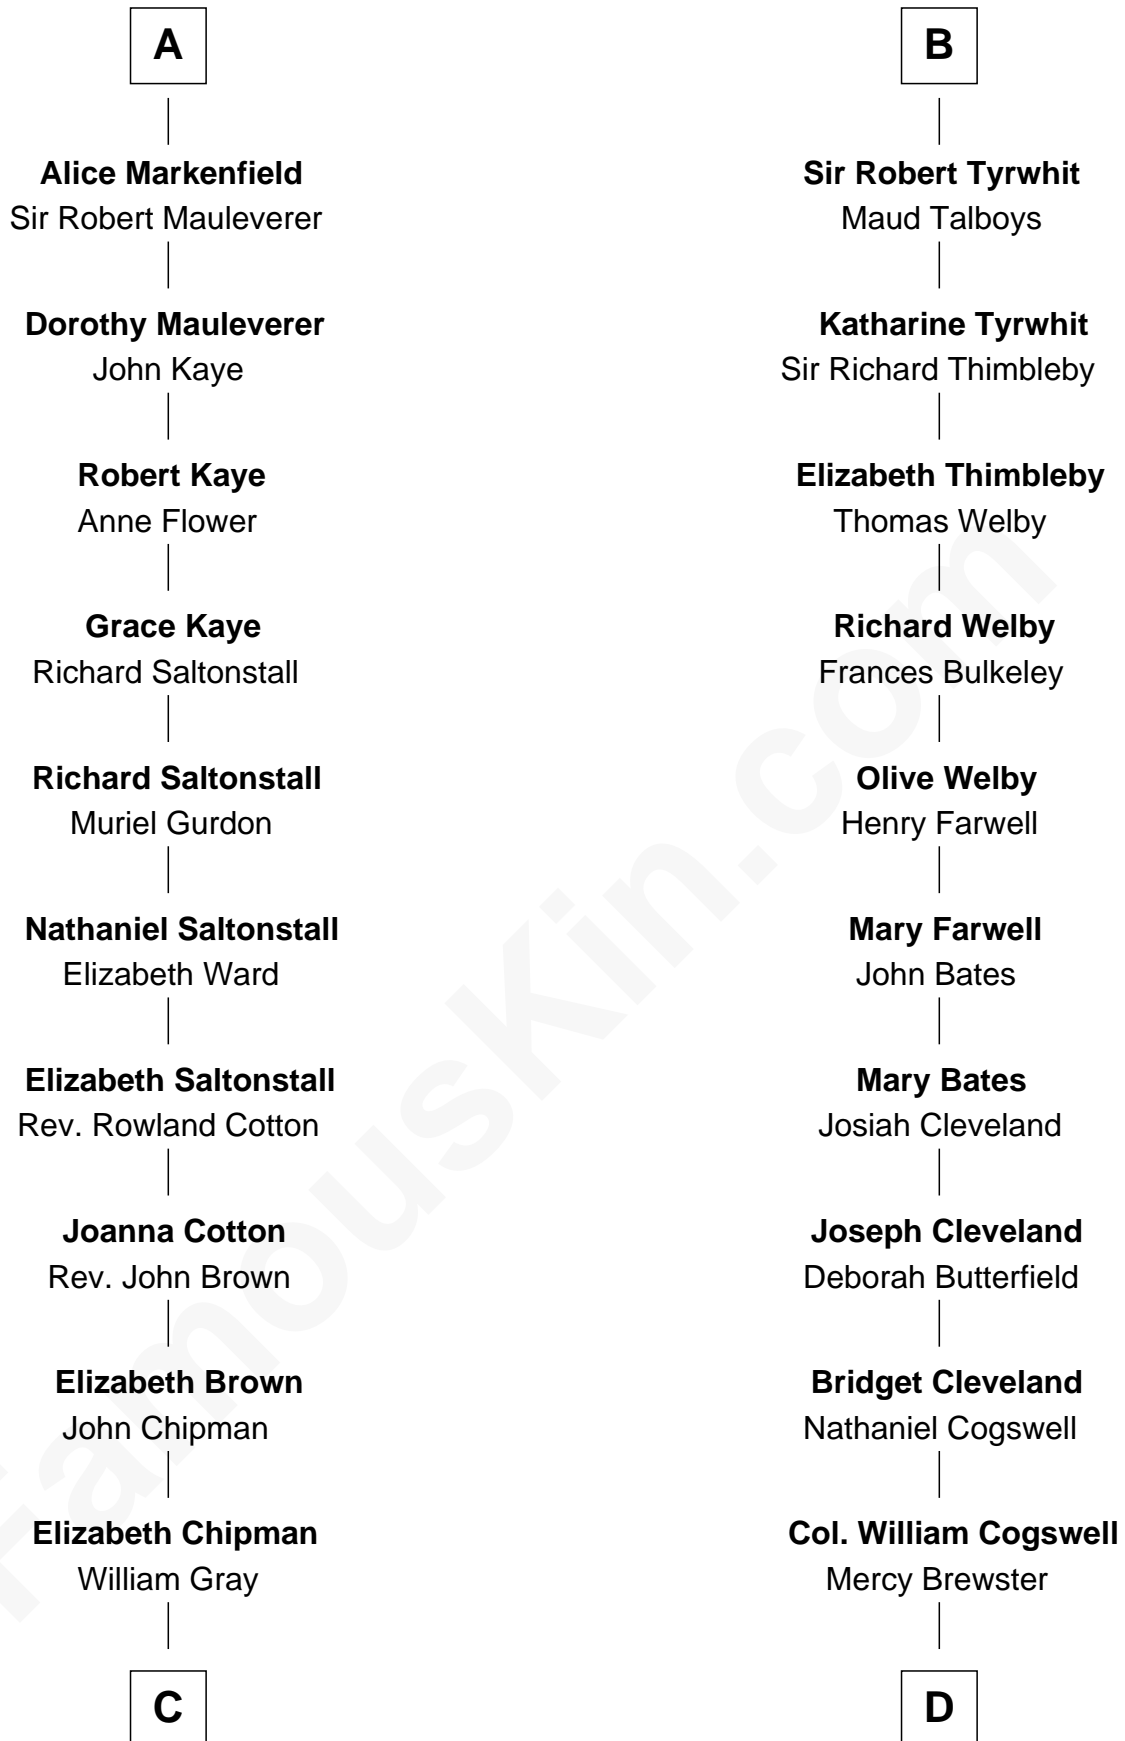 A
Alice Markenfield
Sir Robert Mauleverer
Dorothy Mauleverer
John Kaye
Robert Kaye
Anne Flower
Grace Kaye
Richard Saltonstall
Richard Saltonstall
Muriel Gurdon
Nathaniel Saltonstall
Elizabeth Ward
Elizabeth Saltonstall
Rev. Rowland Cotton
Joanna Cotton
Rev. John Brown
Elizabeth Brown
John Chipman
Elizabeth Chipman
William Gray
C
B
Sir Robert Tyrwhit
Maud Talboys
Katharine Tyrwhit
Sir Richard Thimbleby
Elizabeth Thimbleby
Thomas Welby
Richard Welby
Frances Bulkeley
Olive Welby
Henry Farwell
Mary Farwell
John Bates
Mary Bates
Josiah Cleveland
Joseph Cleveland
Deborah Butterfield
Bridget Cleveland
Nathaniel Cogswell
Col. William Cogswell
Mercy Brewster
D
FamousKin.com